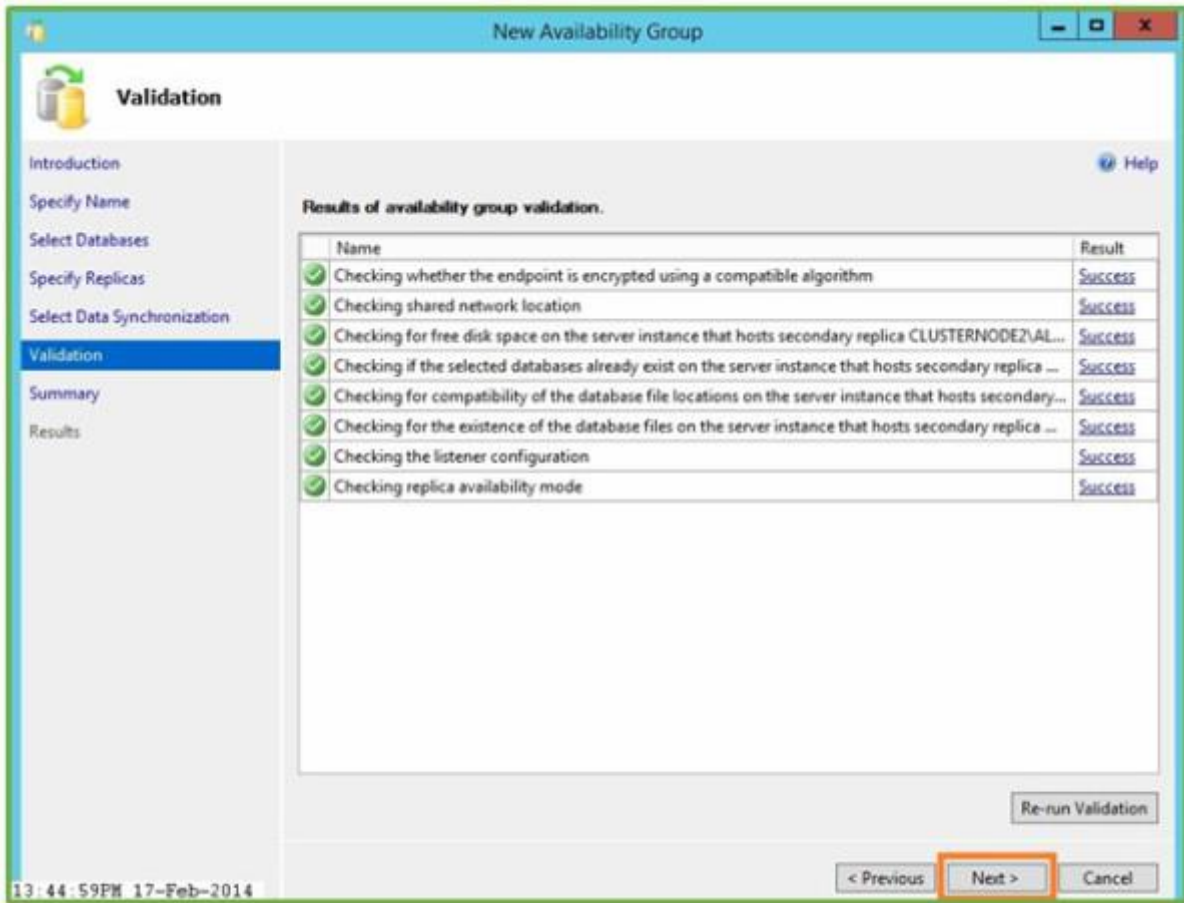 New Availability Group
Validation
Introduction
Specify Name
Select Databases
Specify Replicas
Select Data Synchronization
Validation
Summary
Results
Help
Results of availability group validation.
Name Result
Checking whether the endpoint is encrypted using a compatible algorithm Success
Checking shared network location Success
Checking for free disk space on the server instance that hosts secondary replica CLUSTERNODE2\AL... Success
Checking if the selected databases already exist on the server instance that hosts secondary replica ... Success
Checking for compatibility of the database file locations on the server instance that hosts secondary... Success
Checking for the existence of the database files on the server instance that hosts secondary replica ... Success
Checking the listener configuration Success
Checking replica availability mode Success
Re-run Validation
< Previous Next > Cancel
13:44:59PM 17-Feb-2014